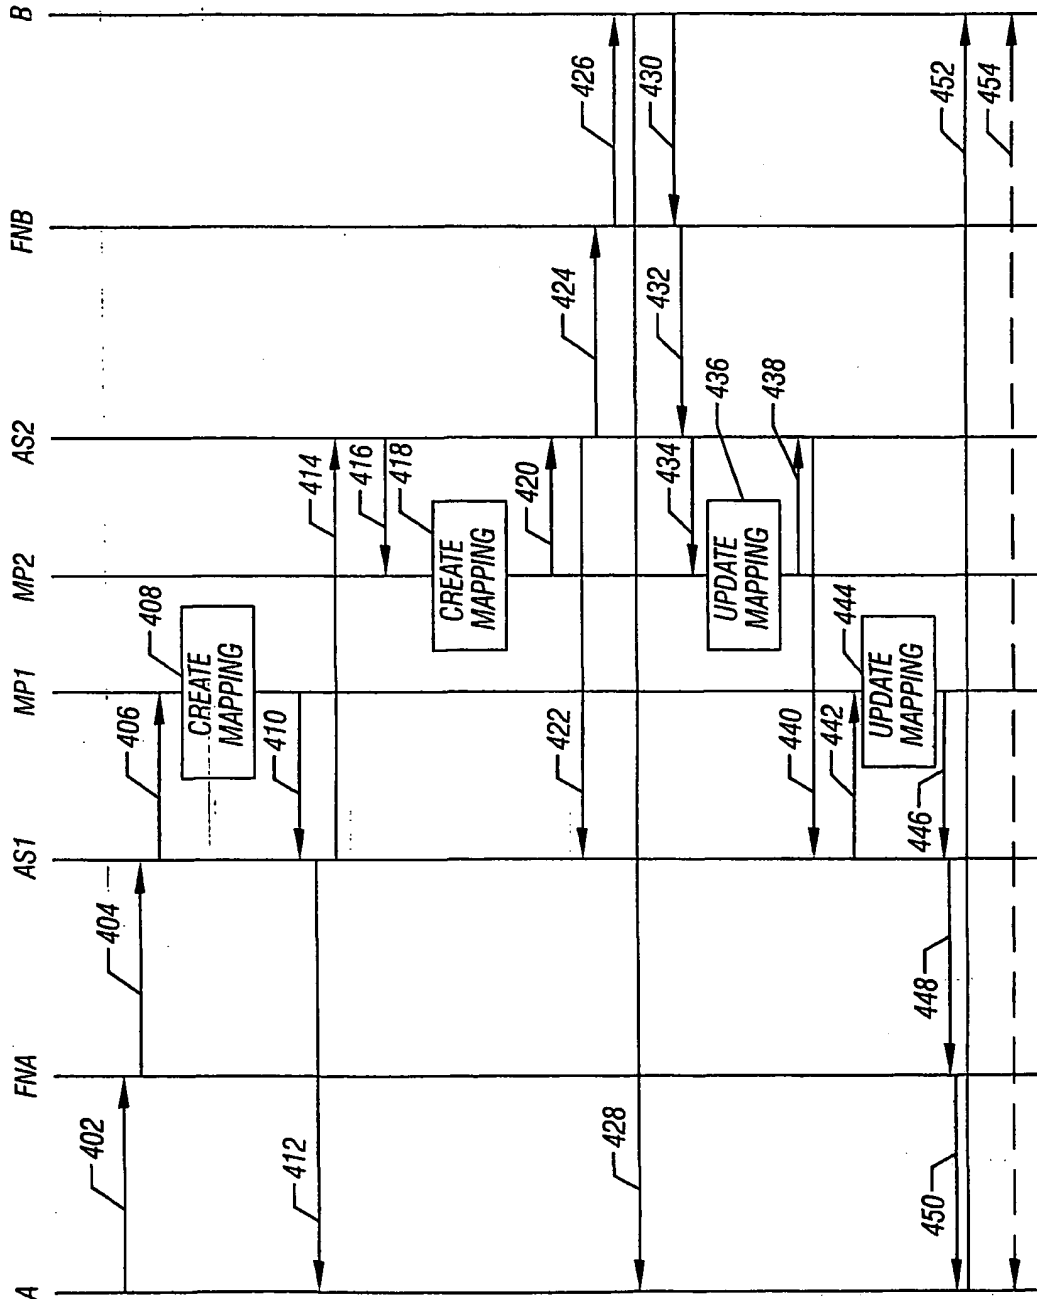 A
FNA
AS1
MP1
MP2
AS2
FNB
B
402
404
406
408
CREATE
MAPPING
410
412
414
416
418
CREATE
MAPPING
420
422
424
426
428
430
432
434
436
UPDATE
MAPPING
438
440
442
444
UPDATE
MAPPING
446
448
450
452
454